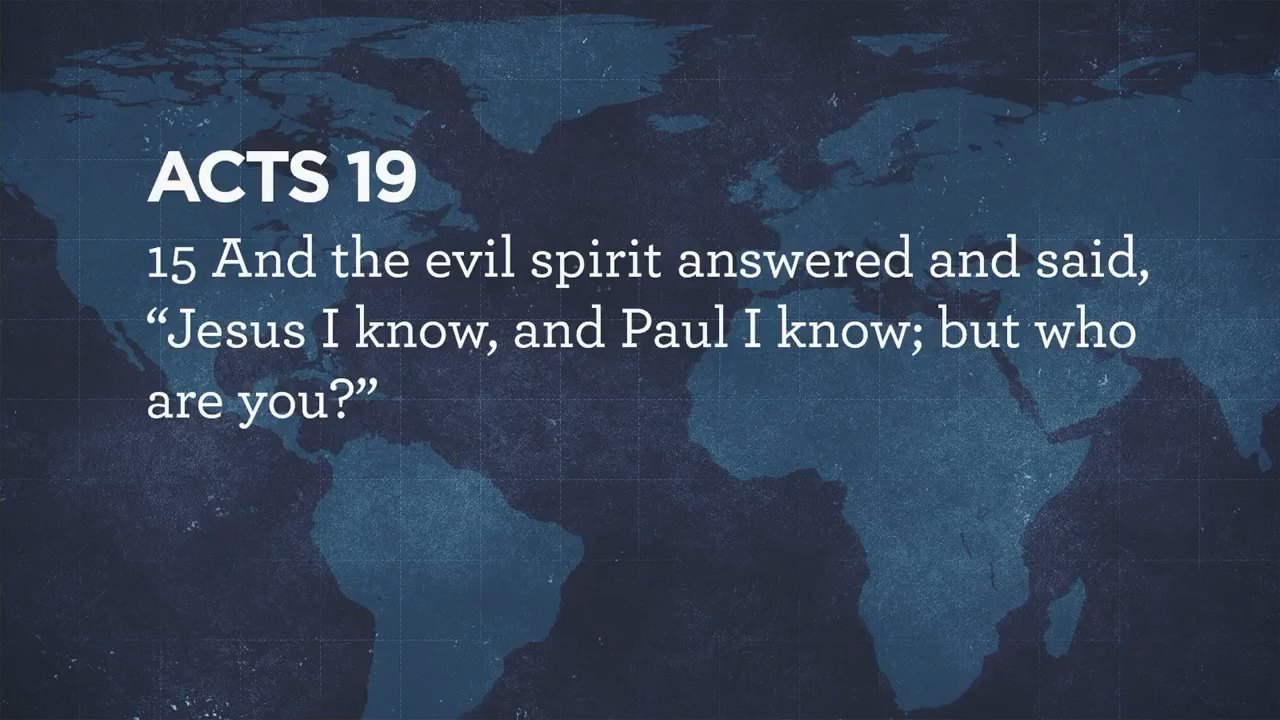 ACTS 19
15 And the evil spirit answered and said,
“Jesus I know, and Paul I know; but who
are you?”